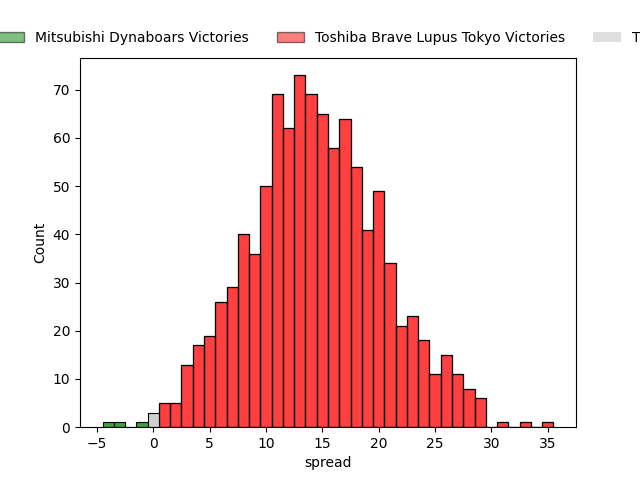 Mitsubishi Dynaboars Victories Toshiba Brave Lupus Tokyo Victories T
Count
70
60
50
40
30
20
10
0
−5 0 5 10 15 20 25 30 35
spread